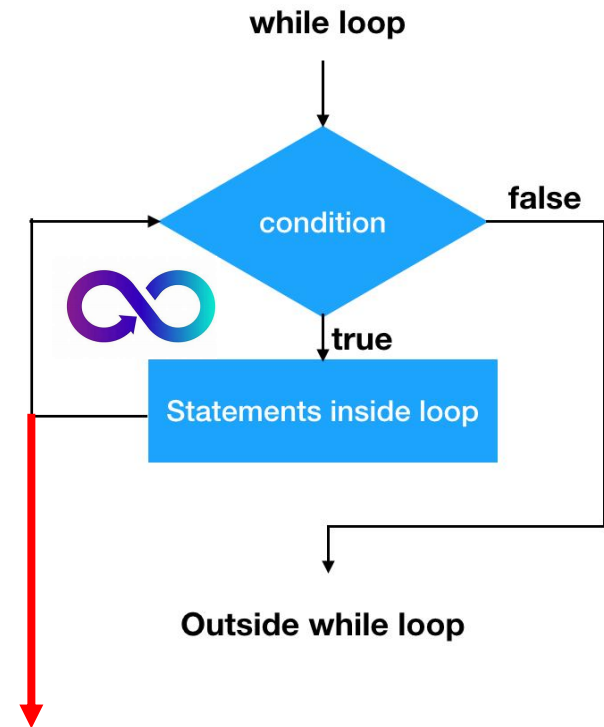 while loop
condition
false
true
Statements inside loop
Outside while loop